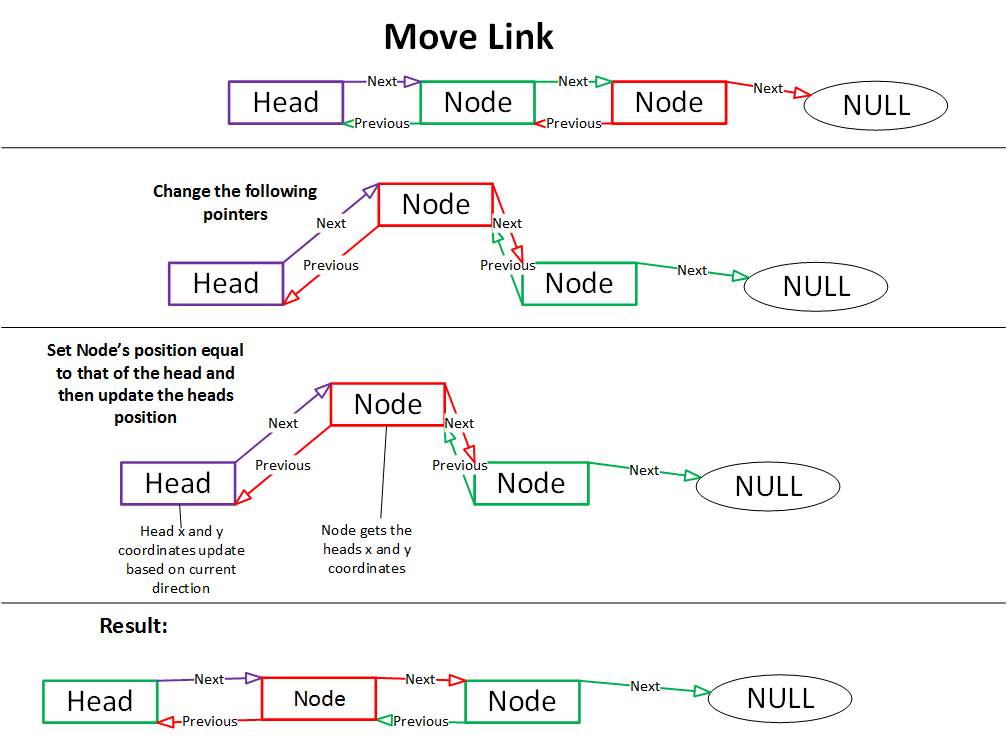 Move Link
Head
Next
Node
Next
Node
Next
NULL
Previous
Previous
Change the following
pointers
Node
Next
Next
Previous
Previous
Head
Node
Next
NULL
Set Node's position equal
to that of the head and
then update the heads
position
Node
Next
Next
Previous
Previous
Head
Node
Next
NULL
Head x and y
coordinates update
based on current
direction
Node gets the
heads x and y
coordinates
Result:
Head
Next
Node
Next
Node
Next
NULL
Previous
Previous